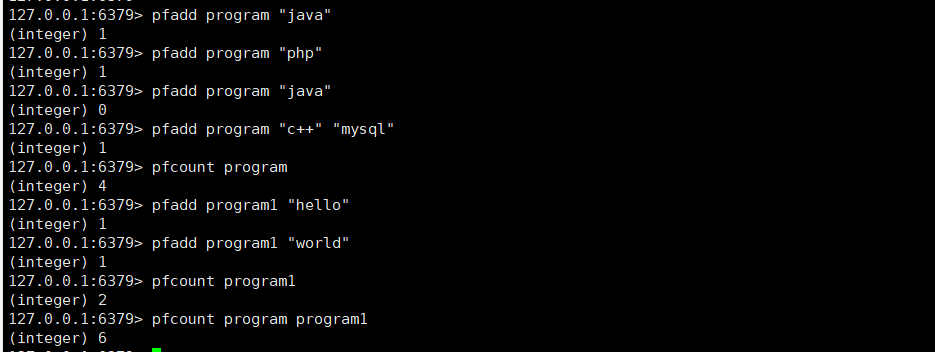 127.0.0.1:6379> pfadd program "java"
(integer) 1
127.0.0.1:6379> pfadd program "php"
(integer) 1
127.0.0.1:6379> pfadd program "java"
(integer) 0
127.0.0.1:6379> pfadd program "c++" "mysql"
(integer) 1
127.0.0.1:6379> pfcount program
(integer) 4
127.0.0.1:6379> pfadd program1 "hello"
(integer) 1
127.0.0.1:6379> pfadd program1 "world"
(integer) 1
127.0.0.1:6379> pfcount program1
(integer) 2
127.0.0.1:6379> pfcount program program1
(integer) 6